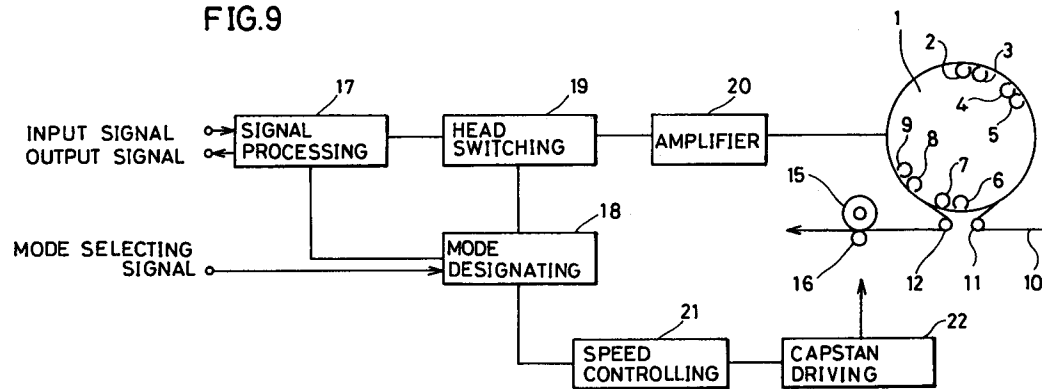 FIG.9
1
2
3
4
5
6
7
8
9
17
19
20
INPUT SIGNAL
OUTPUT SIGNAL
SIGNAL
PROCESSING
HEAD
SWITCHING
AMPLIFIER
15
18
MODE SELECTING
SIGNAL
MODE
DESIGNATING
16
12
11
10
21
22
SPEED
CONTROLLING
CAPSTAN
DRIVING